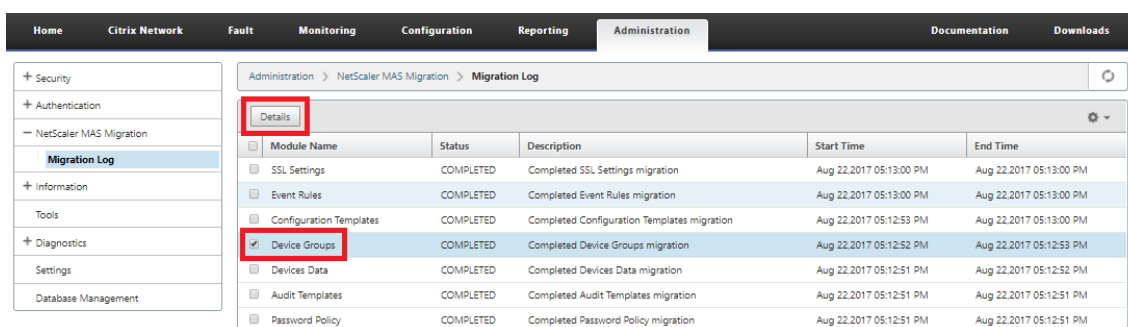 Home Citrix Network Fault Monitoring Configuration Reporting Administration Documentation Downloads
+ Security
+ Authentication
− NetScaler MAS Migration
Migration Log
+ Information
Tools
+ Diagnostics
Settings
Database Management
Administration > NetScaler MAS Migration > Migration Log
Details
Module Name Status Description Start Time End Time
SSL Settings COMPLETED Completed SSL Settings migration Aug 22,2017 05:13:00 PM Aug 22,2017 05:13:00 PM
Event Rules COMPLETED Completed Event Rules migration Aug 22,2017 05:13:00 PM Aug 22,2017 05:13:00 PM
Configuration Templates COMPLETED Completed Configuration Templates migration Aug 22,2017 05:12:53 PM Aug 22,2017 05:13:00 PM
Device Groups COMPLETED Completed Device Groups migration Aug 22,2017 05:12:52 PM Aug 22,2017 05:12:53 PM
Devices Data COMPLETED Completed Devices Data migration Aug 22,2017 05:12:51 PM Aug 22,2017 05:12:52 PM
Audit Templates COMPLETED Completed Audit Templates migration Aug 22,2017 05:12:51 PM Aug 22,2017 05:12:51 PM
Password Policy COMPLETED Completed Password Policy migration Aug 22,2017 05:12:51 PM Aug 22,2017 05:12:51 PM